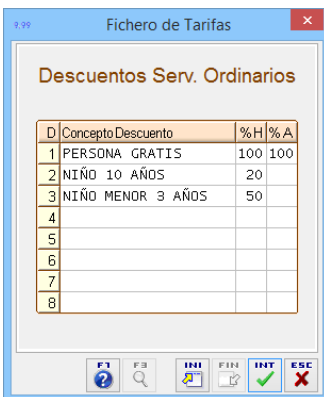 9.99 Fichero de Tarifas
Descuentos Serv. Ordinarios
D Concepto Descuento %H %A
1 PERSONA GRATIS 100 100
2 NIÑO 10 AÑOS 20
3 NIÑO MENOR 3 AÑOS 50
4
5
6
7
8
F1 F3 INI FIN INT ESC